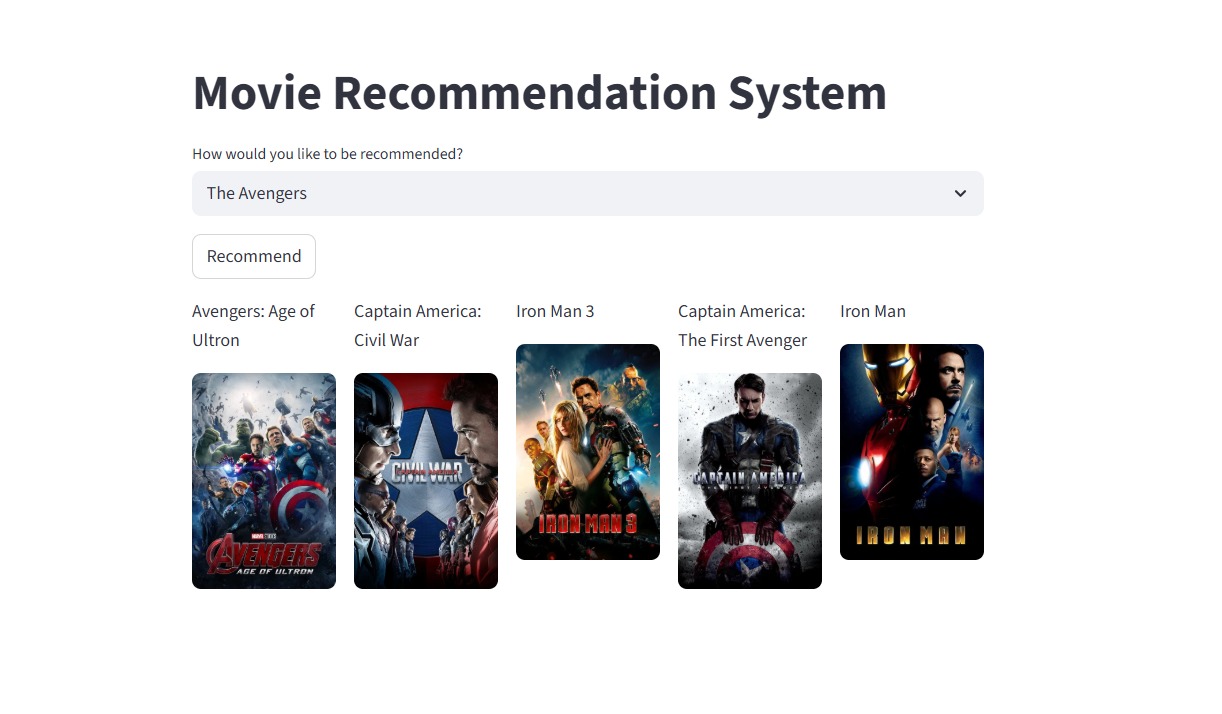 Movie Recommendation System
How would you like to be recommended?
The Avengers
Recommend
Avengers: Age of
Ultron
Captain America:
Civil War
Iron Man 3
Captain America:
The First Avenger
Iron Man
MARVEL STUDIOS
AVENGERS
AGE OF ULTRON
CIVIL WAR
IRON MAN 3
CAPTAIN AMERICA
IRON MAN